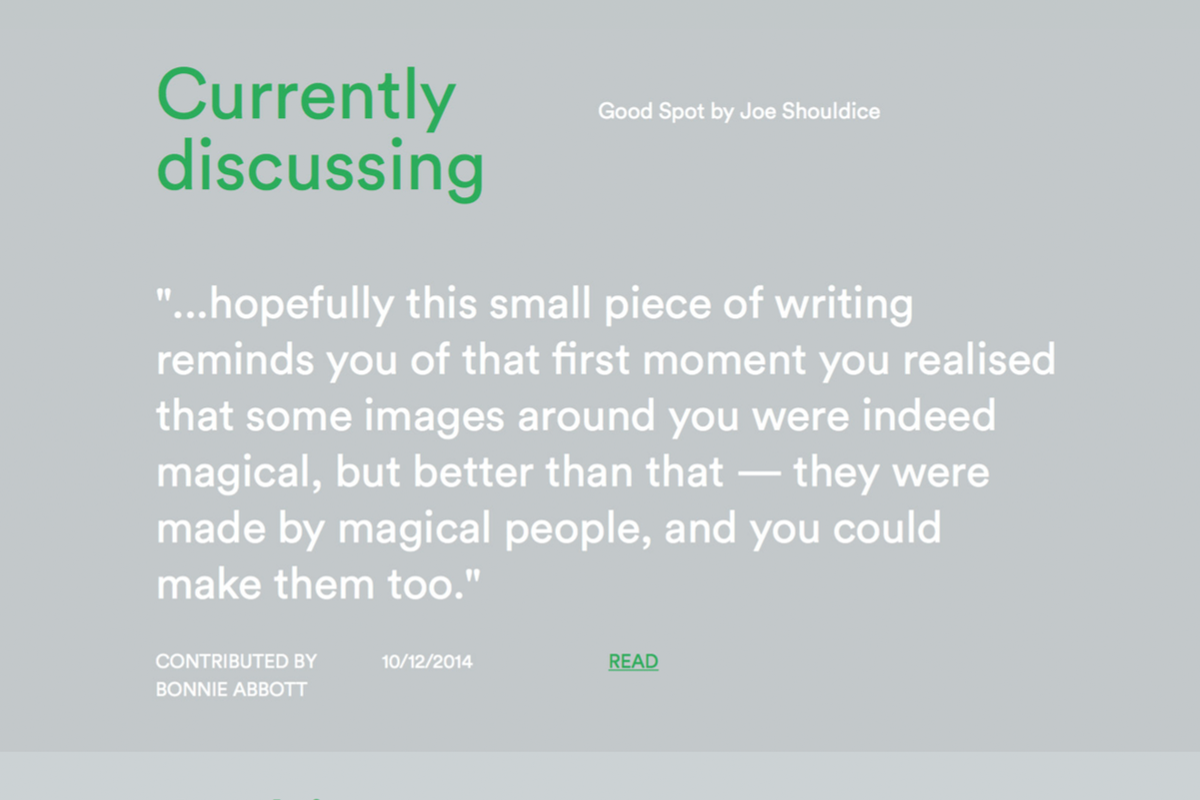 Currently
discussing
Good Spot by Joe Shouldice
"...hopefully this small piece of writing
reminds you of that first moment you realised
that some images around you were indeed
magical, but better than that — they were
made by magical people, and you could
make them too."
CONTRIBUTED BY
BONNIE ABBOTT
10/12/2014
READ